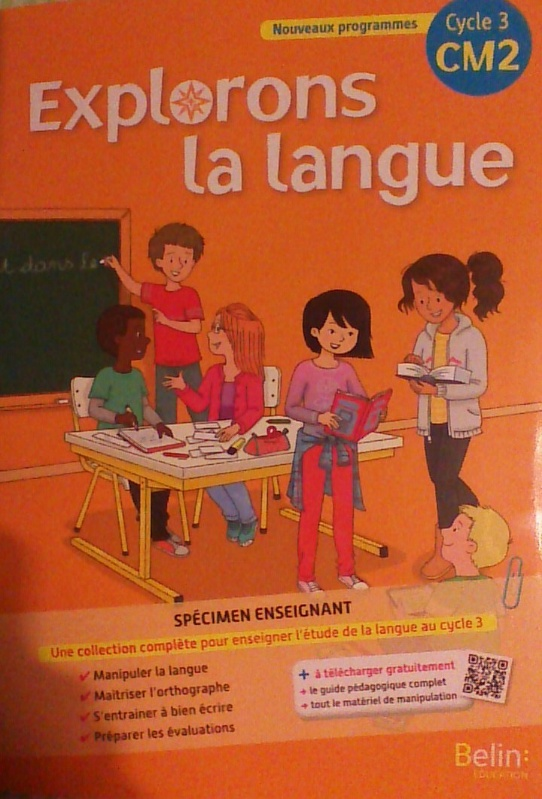 Nouveaux programmes
Cycle 3
CM2
Explorons
la langue
t dans le
SPÉCIMEN ENSEIGNANT
Une collection complète pour enseigner l'étude de la langue au cycle 3
✓ Manipuler la langue
✓ Maitriser l'orthographe
✓ S'entrainer à bien écrire
✓ Préparer les évaluations
+ à télécharger gratuitement
→ le guide pédagogique complet
→ tout le matériel de manipulation
Belin:
ÉDUCATION